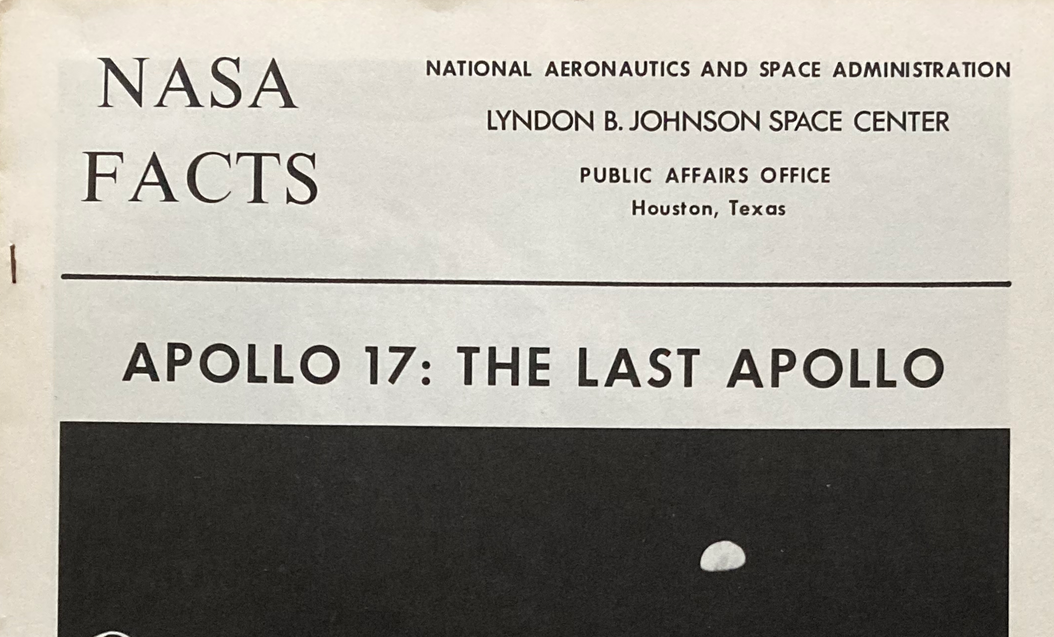 NASA
FACTS
NATIONAL AERONAUTICS AND SPACE ADMINISTRATION
LYNDON B. JOHNSON SPACE CENTER
PUBLIC AFFAIRS OFFICE
Houston, Texas
APOLLO 17: THE LAST APOLLO